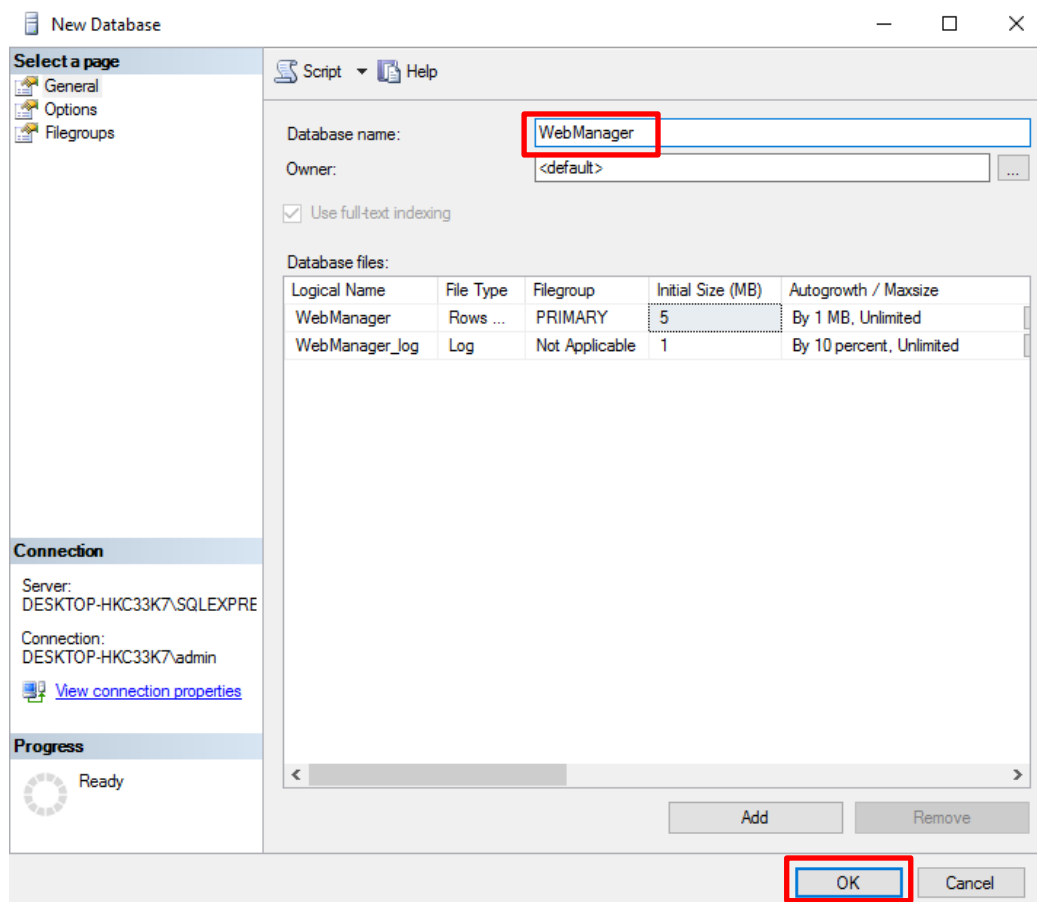 New Database
Select a page
General
Options
Filegroups
Script Help
Database name: WebManager
Owner: <default> ...
Use full-text indexing
Database files:
Logical Name File Type Filegroup Initial Size (MB) Autogrowth / Maxsize
WebManager Rows ... PRIMARY 5 By 1 MB, Unlimited
WebManager_log Log Not Applicable 1 By 10 percent, Unlimited
Connection
Server:
DESKTOP-HKC33K7\SQLEXPRE
Connection:
DESKTOP-HKC33K7\admin
View connection properties
Progress
Ready
Add Remove
OK Cancel